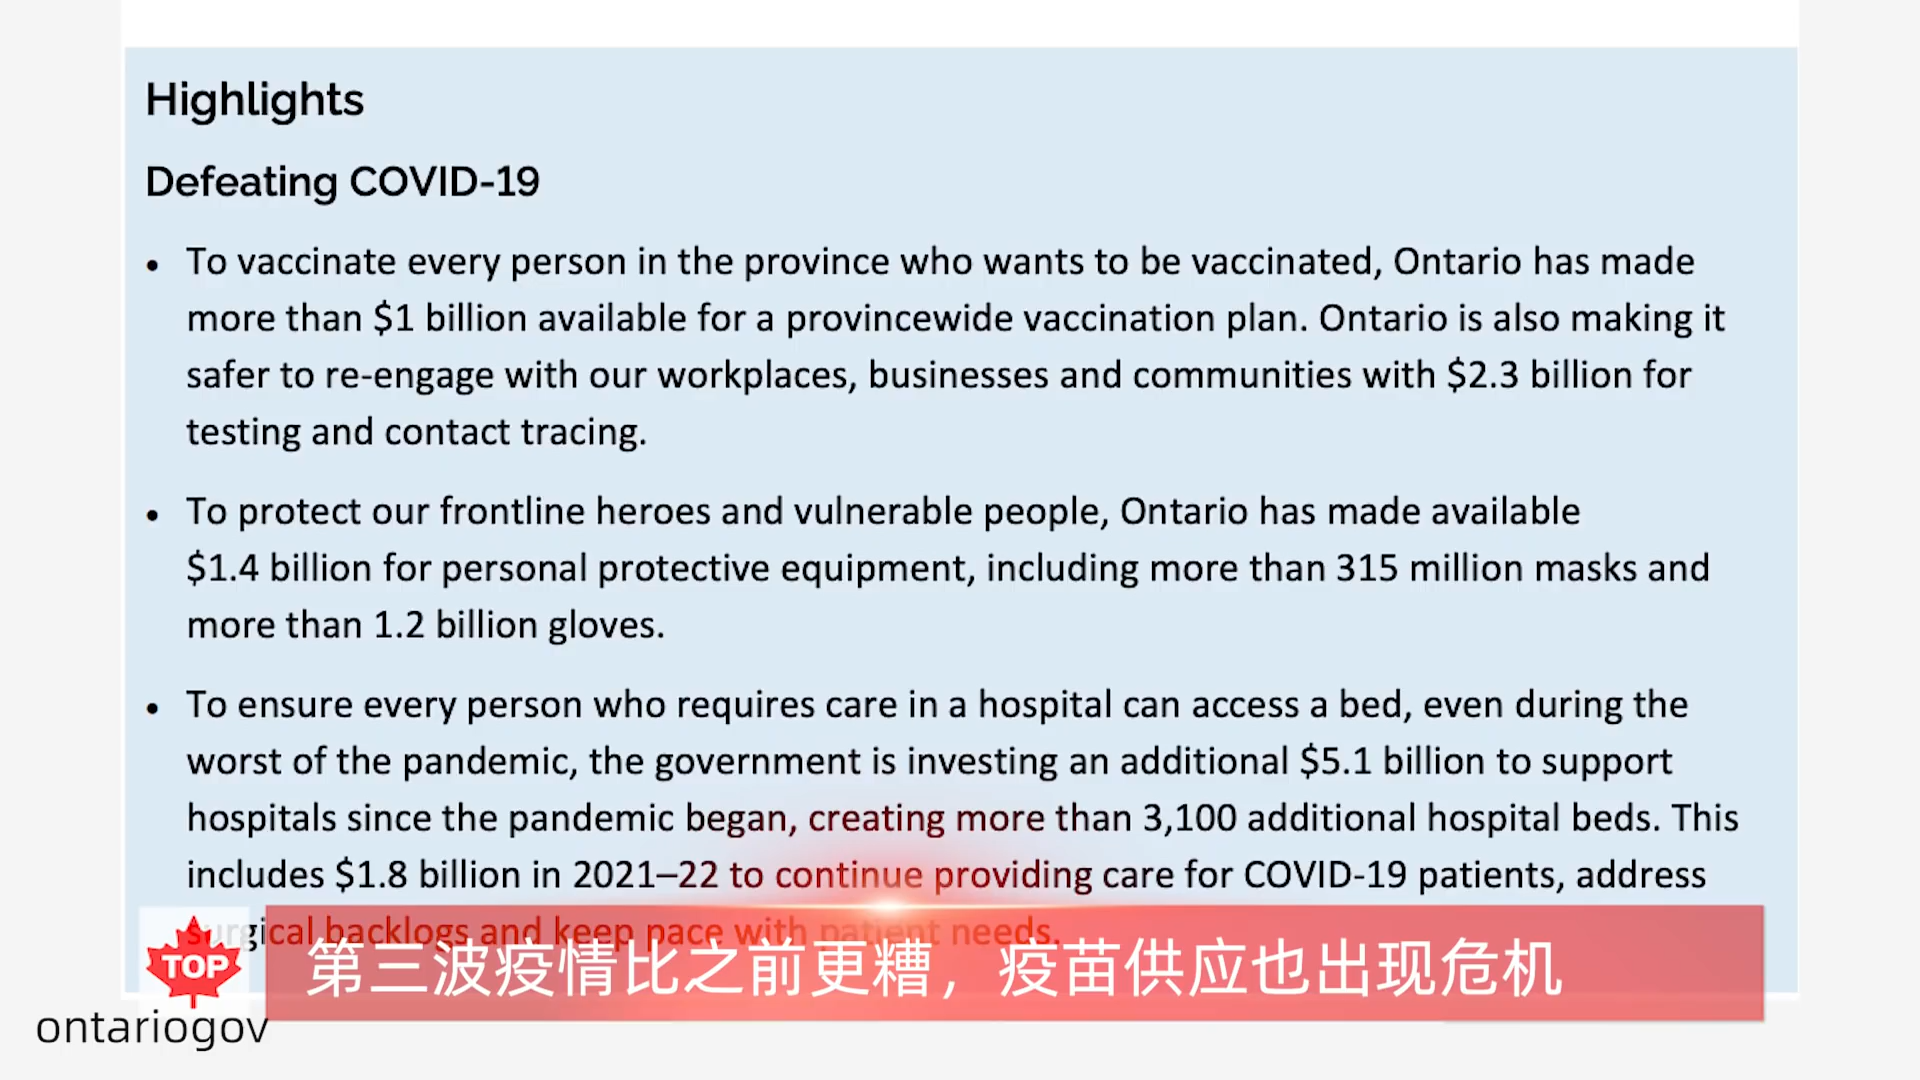 Highlights
Defeating COVID-19
• To vaccinate every person in the province who wants to be vaccinated, Ontario has made
more than $1 billion available for a provincewide vaccination plan. Ontario is also making it
safer to re-engage with our workplaces, businesses and communities with $2.3 billion for
testing and contact tracing.
• To protect our frontline heroes and vulnerable people, Ontario has made available
$1.4 billion for personal protective equipment, including more than 315 million masks and
more than 1.2 billion gloves.
• To ensure every person who requires care in a hospital can access a bed, even during the
worst of the pandemic, the government is investing an additional $5.1 billion to support
hospitals since the pandemic began, creating more than 3,100 additional hospital beds. This
includes $1.8 billion in 2021–22 to continue providing care for COVID-19 patients, address
surgical backlogs and keep pace with patient needs.
TOP
第三波疫情比之前更糟，疫苗供应也出现危机
ontariogov